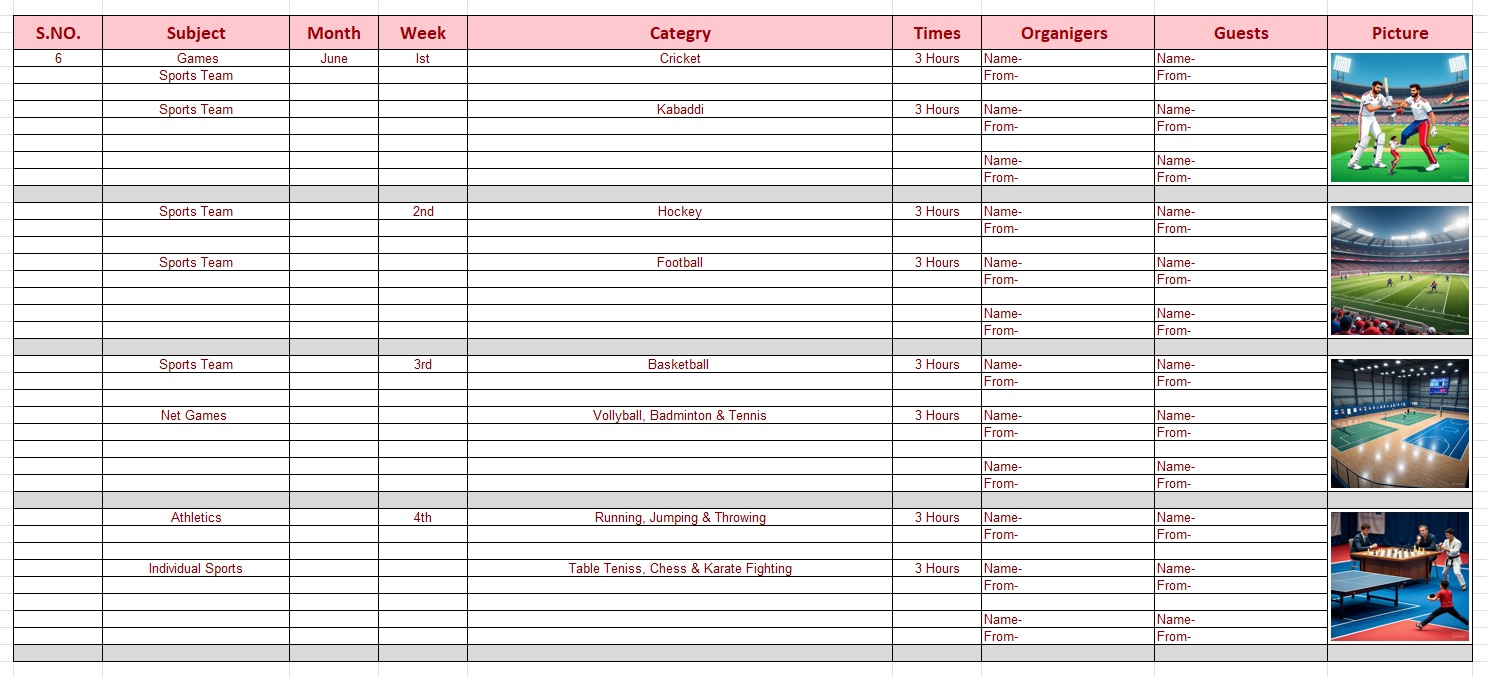 S.NO. Subject Month Week Categry Times Organigers Guests Picture
6 Games June Ist Cricket 3 Hours Name- Name-
Sports Team From- From-
Sports Team Kabaddi 3 Hours Name- Name-
From- From-
Name- Name-
From- From-
Sports Team 2nd Hockey 3 Hours Name- Name-
From- From-
Sports Team Football 3 Hours Name- Name-
From- From-
Name- Name-
From- From-
Sports Team 3rd Basketball 3 Hours Name- Name-
From- From-
Net Games Vollyball, Badminton & Tennis 3 Hours Name- Name-
From- From-
Name- Name-
From- From-
Athletics 4th Running, Jumping & Throwing 3 Hours Name- Name-
From- From-
Individual Sports Table Teniss, Chess & Karate Fighting 3 Hours Name- Name-
From- From-
Name- Name-
From- From-